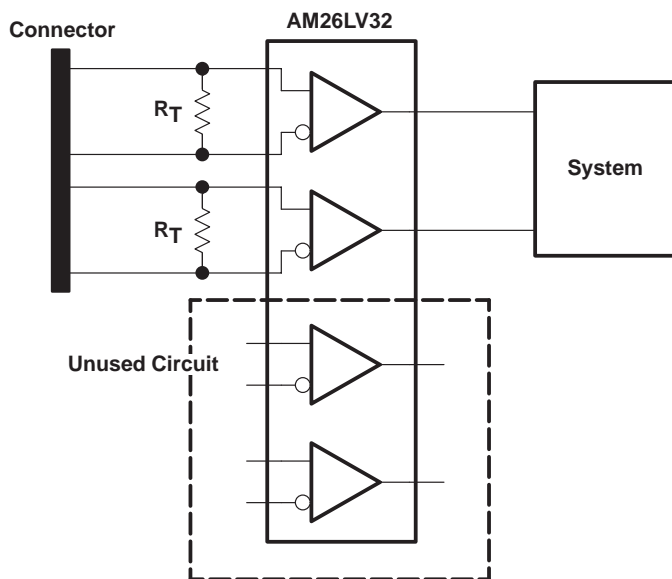 AM26LV32
Connector
RT
System
RT
Unused Circuit